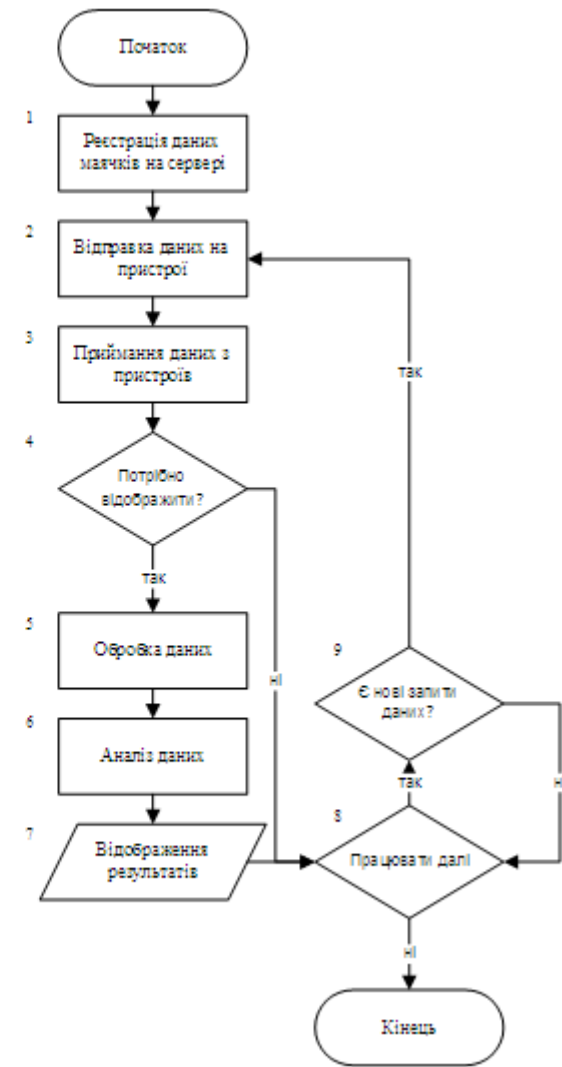 Початок
1
Реєстрація даних
маячків на сервері
2
Відправка даних на
пристрої
3
Приймання даних з
пристроїв
4
Потрібно
відображити?
так
ні
5
Обробка даних
6
Аналіз даних
7
Відображення
результатів
так
9
Є нові запити
даних?
так
8
Працювати далі
ні
Кінець